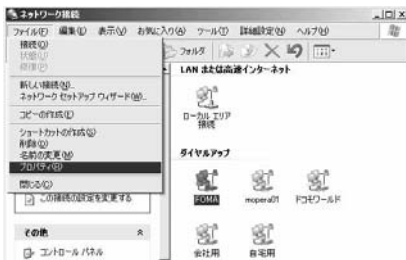 ネットワーク接続
ファイル(F) 編集(E) 表示(V) お気に入り(A) ツール(T) 詳細設定(N) ヘルプ(H)
接続(O)
状態(U)
修復(P)
新しい接続(N)...
ネットワーク セットアップ ウィザード(W)...
コピーの作成(C)
ショートカットの作成(S)
削除(D)
名前の変更(M)
プロパティ(R)
閉じる(C)
フォルダ
LAN または高速インターネット
ローカル エリア
接続
ダイヤルアップ
FOMA
mopera01
ドコモワールド
会社用
自宅用
この接続の設定を変更する
その他
コントロール パネル